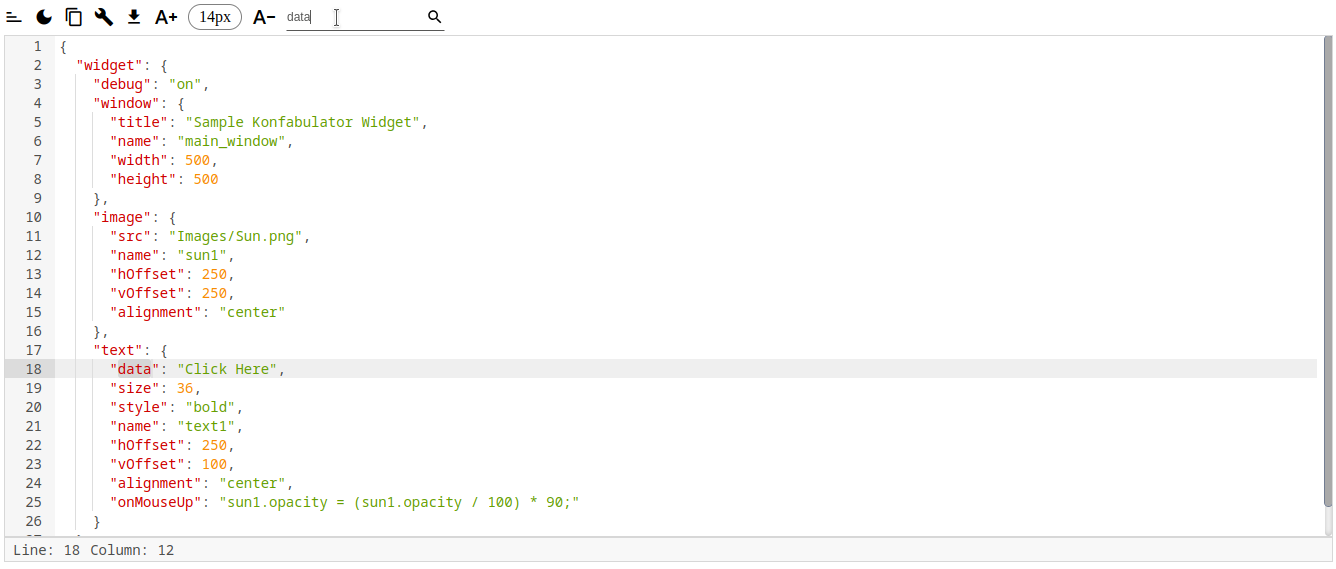 A+ 14px A− data
1 {
2 "widget": {
3 "debug": "on",
4 "window": {
5 "title": "Sample Konfabulator Widget",
6 "name": "main_window",
7 "width": 500,
8 "height": 500
9 },
10 "image": {
11 "src": "Images/Sun.png",
12 "name": "sun1",
13 "hOffset": 250,
14 "vOffset": 250,
15 "alignment": "center"
16 },
17 "text": {
18 "data": "Click Here",
19 "size": 36,
20 "style": "bold",
21 "name": "text1",
22 "hOffset": 250,
23 "vOffset": 100,
24 "alignment": "center",
25 "onMouseUp": "sun1.opacity = (sun1.opacity / 100) * 90;"
26 }
Line: 18 Column: 12